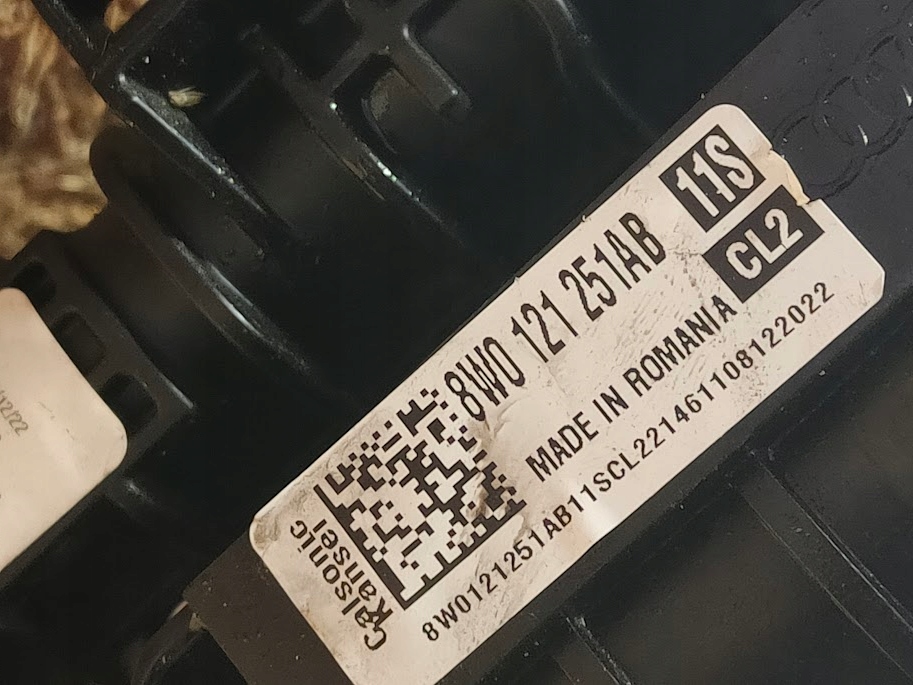 11S
8W0 121 251AB
CL2
MADE IN ROMANIA
8W0121251AB11SCL221461108122022
Calsonic
Kansei